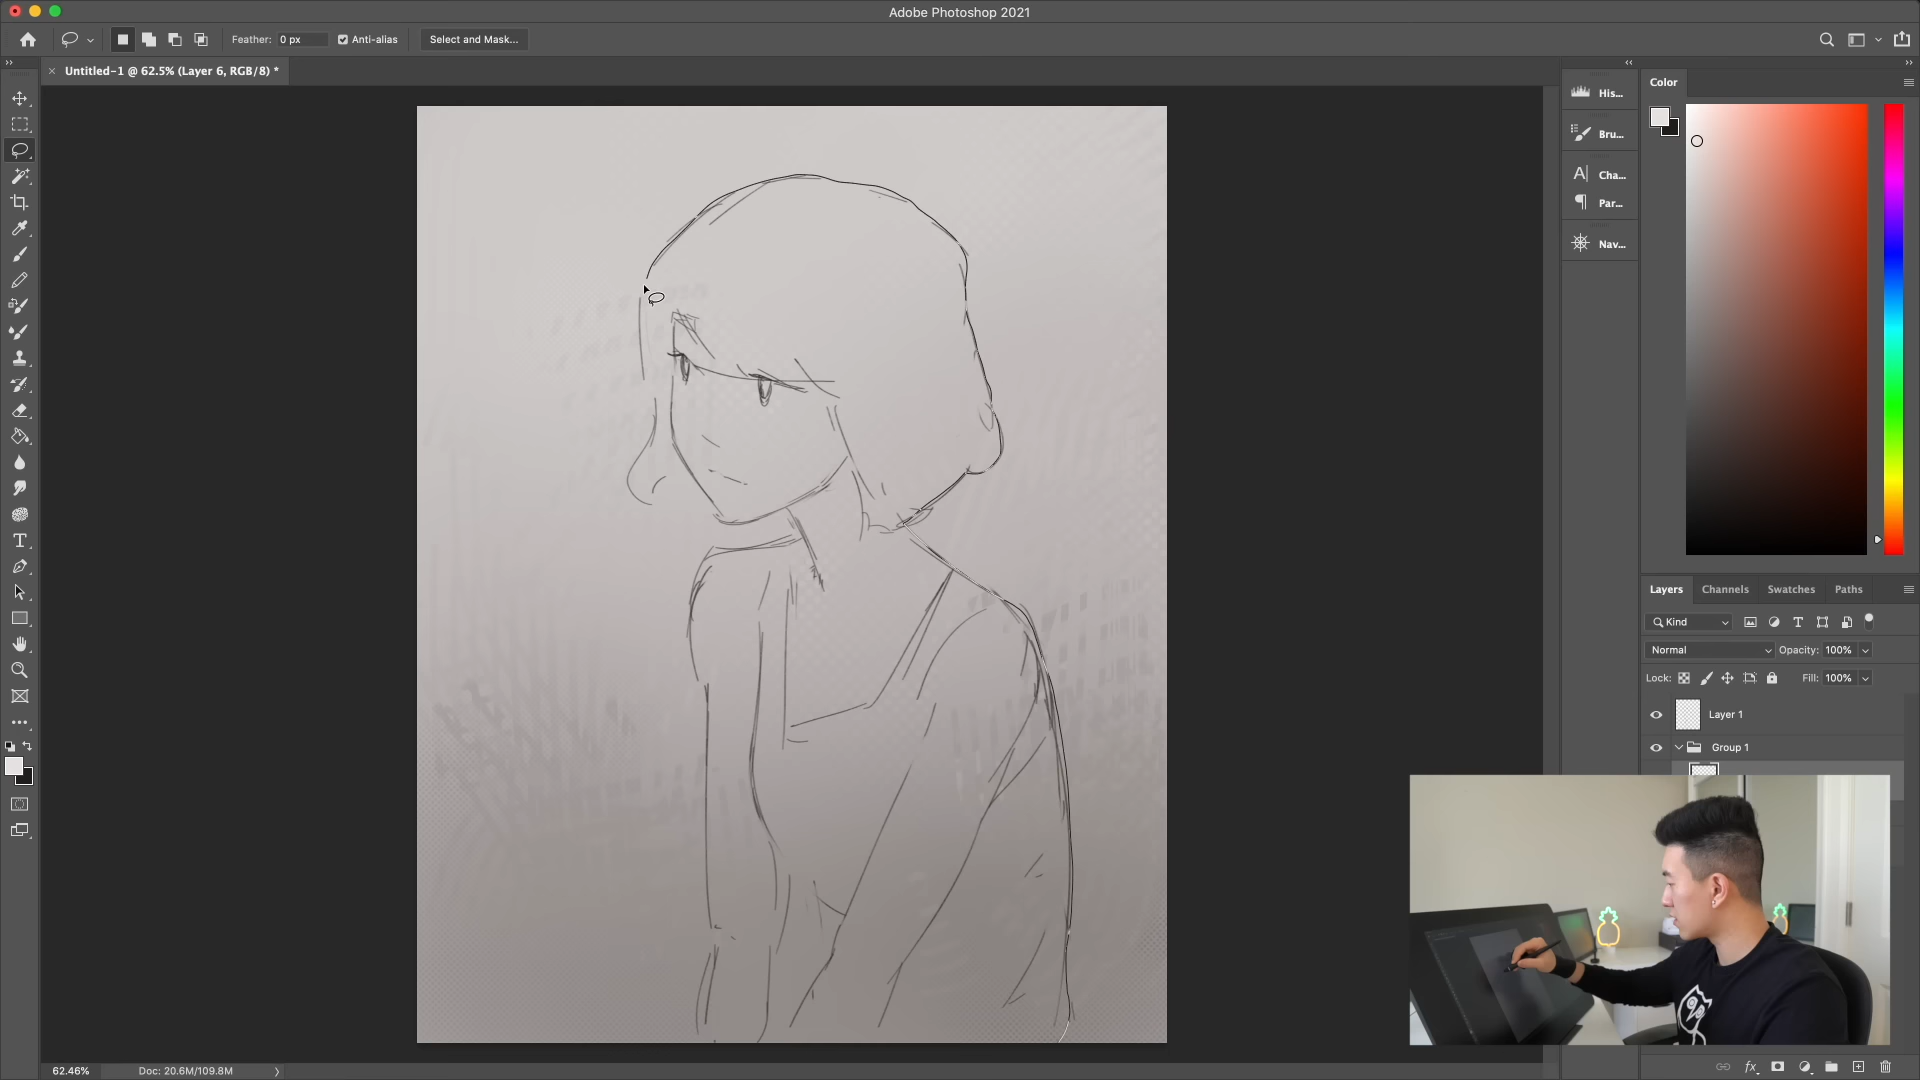 Adobe Photoshop 2021
Feather: 0 px Anti-alias Select and Mask...
× Untitled-1 @ 62.5% (Layer 6, RGB/8) *
His...
Bru...
Cha...
Par...
Nav...
Color
Layers Channels Swatches Paths
Kind
Normal Opacity: 100%
Lock: Fill: 100%
Layer 1
Group 1
62.46% Doc: 20.6M/109.8M